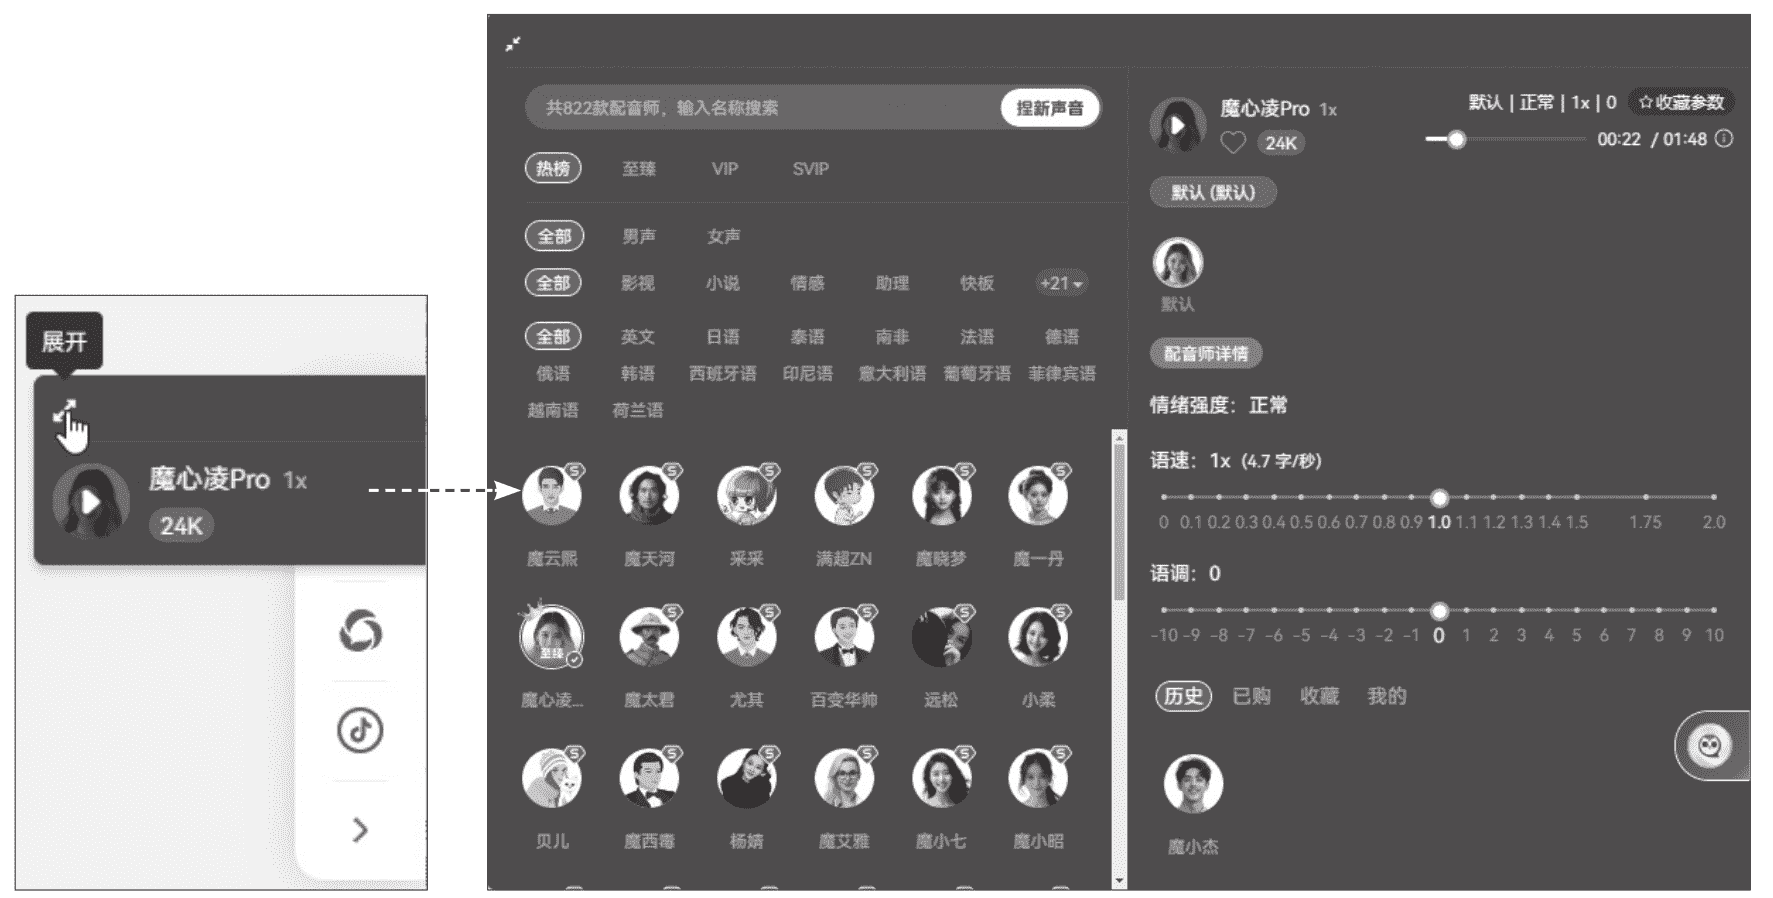 展开
魔心凌Pro 1x
24K
共822款配音师，输入名称搜索 捏新声音
热榜 至臻 VIP SVIP
全部 男声 女声
全部 影视 小说 情感 助理 快板 +21
全部 英文 日语 泰语 南非 法语 德语
俄语 韩语 西班牙语 印尼语 意大利语 葡萄牙语 菲律宾语
越南语 荷兰语
魔云熙 魔天河 采采 满超ZN 魔晓梦 魔一丹
至臻
魔心凌... 魔太君 尤其 百变华帅 远松 小柔
贝儿 魔西毒 杨婧 魔艾雅 魔小七 魔小昭
魔心凌Pro 1x 默认 | 正常 | 1x | 0 收藏参数
24K 00:22 / 01:48
默认 (默认)
默认
配音师详情
情绪强度：正常
语速：1x (4.7 字/秒)
0 0.1 0.2 0.3 0.4 0.5 0.6 0.7 0.8 0.9 1.0 1.1 1.2 1.3 1.4 1.5 1.75 2.0
语调：0
-10 -9 -8 -7 -6 -5 -4 -3 -2 -1 0 1 2 3 4 5 6 7 8 9 10
历史 已购 收藏 我的
魔小杰